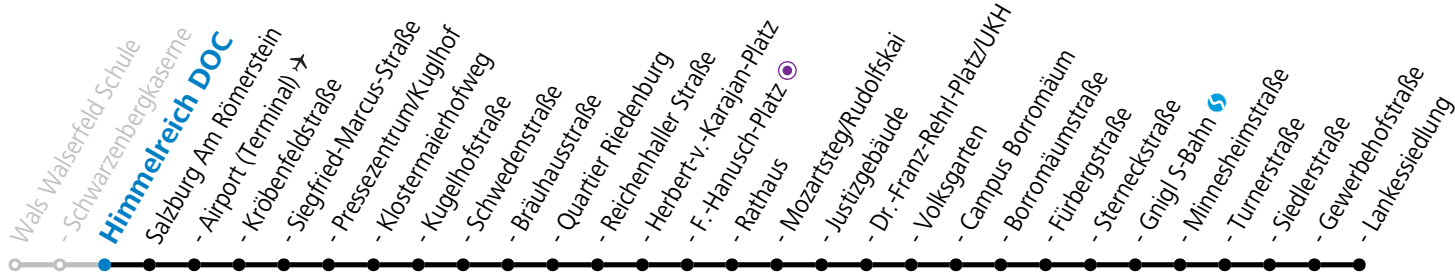 Wals Walserfeld Schule
- Schwarzenbergkaserne
Himmelreich DOC
Salzburg Am Römerstein
- Airport (Terminal)
- Kröbenfeldstraße
- Siegfried-Marcus-Straße
- Pressezentrum/Kuglhof
- Klostermaierhofweg
- Kugelhofstraße
- Schwedenstraße
- Bräuhausstraße
- Quartier Riedenburg
- Reichenhaller Straße
- Herbert-v.-Karajan-Platz
- F.-Hanusch-Platz
- Rathaus
- Mozartsteg/Rudolfskai
- Justizgebäude
- Dr.-Franz-Rehrl-Platz/UKH
- Volksgarten
- Campus Borromäum
- Borromäumstraße
- Fürbergstraße
- Sterneckstraße
- Gnigl S-Bahn
- Minnesheimstraße
- Turnerstraße
- Siedlerstraße
- Gewerbehofstraße
- Lankessiedlung